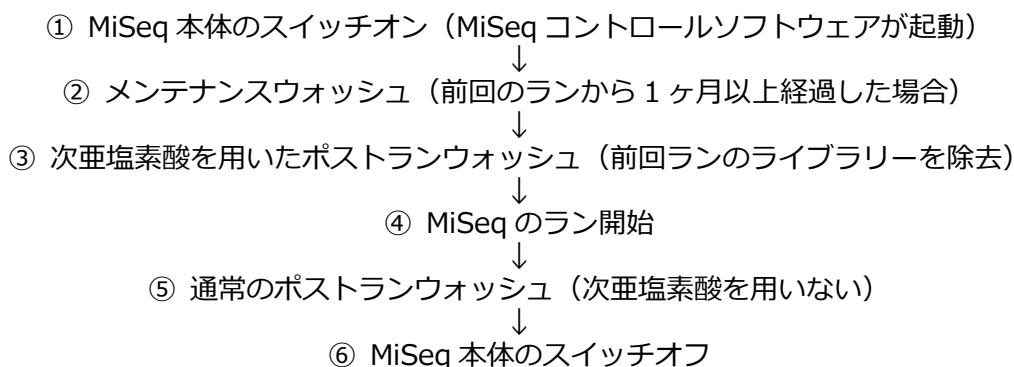 ① MiSeq 本体のスイッチオン（MiSeq コントロールソフトウェアが起動）
↓
② メンテナンスウォッシュ（前回のランから 1 ヶ月以上経過した場合）
↓
③ 次亜塩素酸を用いたポストランウォッシュ（前回ランのライブラリーを除去）
↓
④ MiSeq のラン開始
↓
⑤ 通常のポストランウォッシュ（次亜塩素酸を用いない）
↓
⑥ MiSeq 本体のスイッチオフ